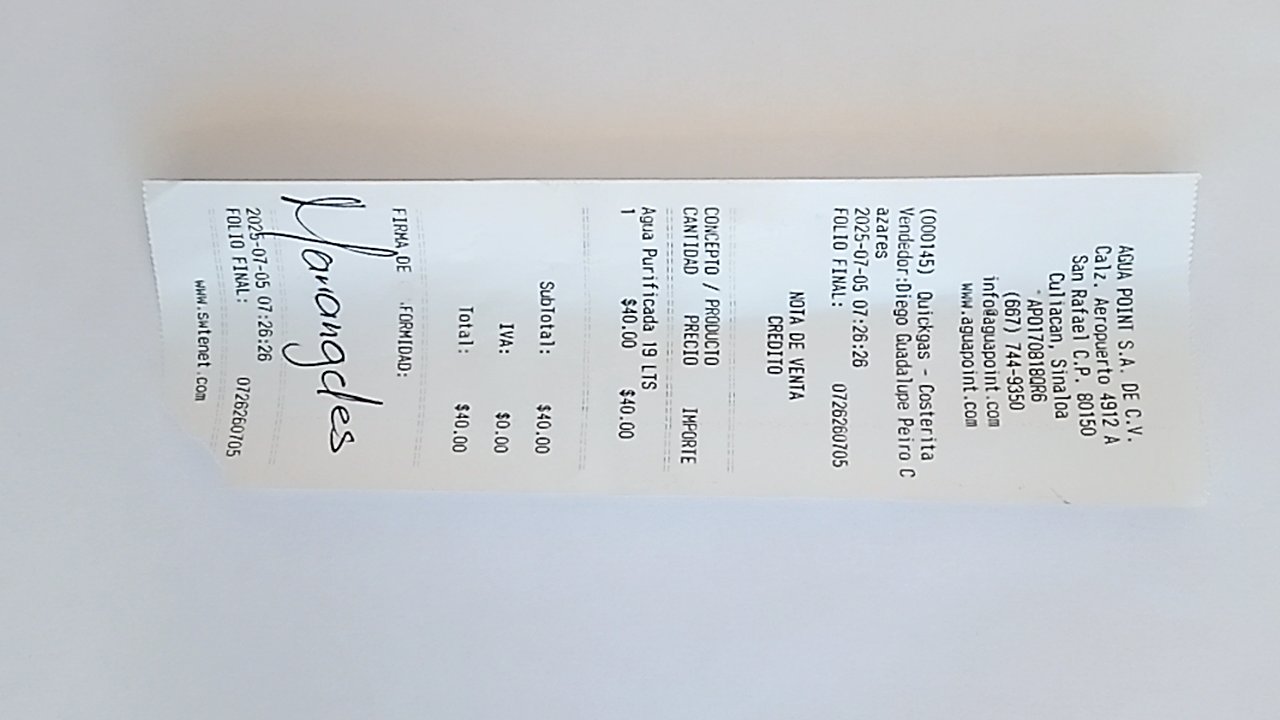 AGUA POINT S.A. DE C.V.
Calz. Aeropuerto 4912 A
San Rafael C.P. 80150
Culiacan, Sinaloa
APO170818QR6
(667) 744-9350
info@aguapoint.com
www.aguapoint.com
(000145) Quickgas - Costerita
Vendedor:Diego Guadalupe Peiro C
azares
2025-07-05 07:26:26
FOLIO FINAL: 0726260705
NOTA DE VENTA
CREDITO
CONCEPTO / PRODUCTO
CANTIDAD PRECIO IMPORTE
Agua Purificada 19 LTS
1 $40.00 $40.00
SubTotal: $40.00
IVA: $0.00
Total: $40.00
FIRMA DE .FORMIDAD:
2025-07-05 07:26:26
FOLIO FINAL: 0726260705
www.swtenet.com